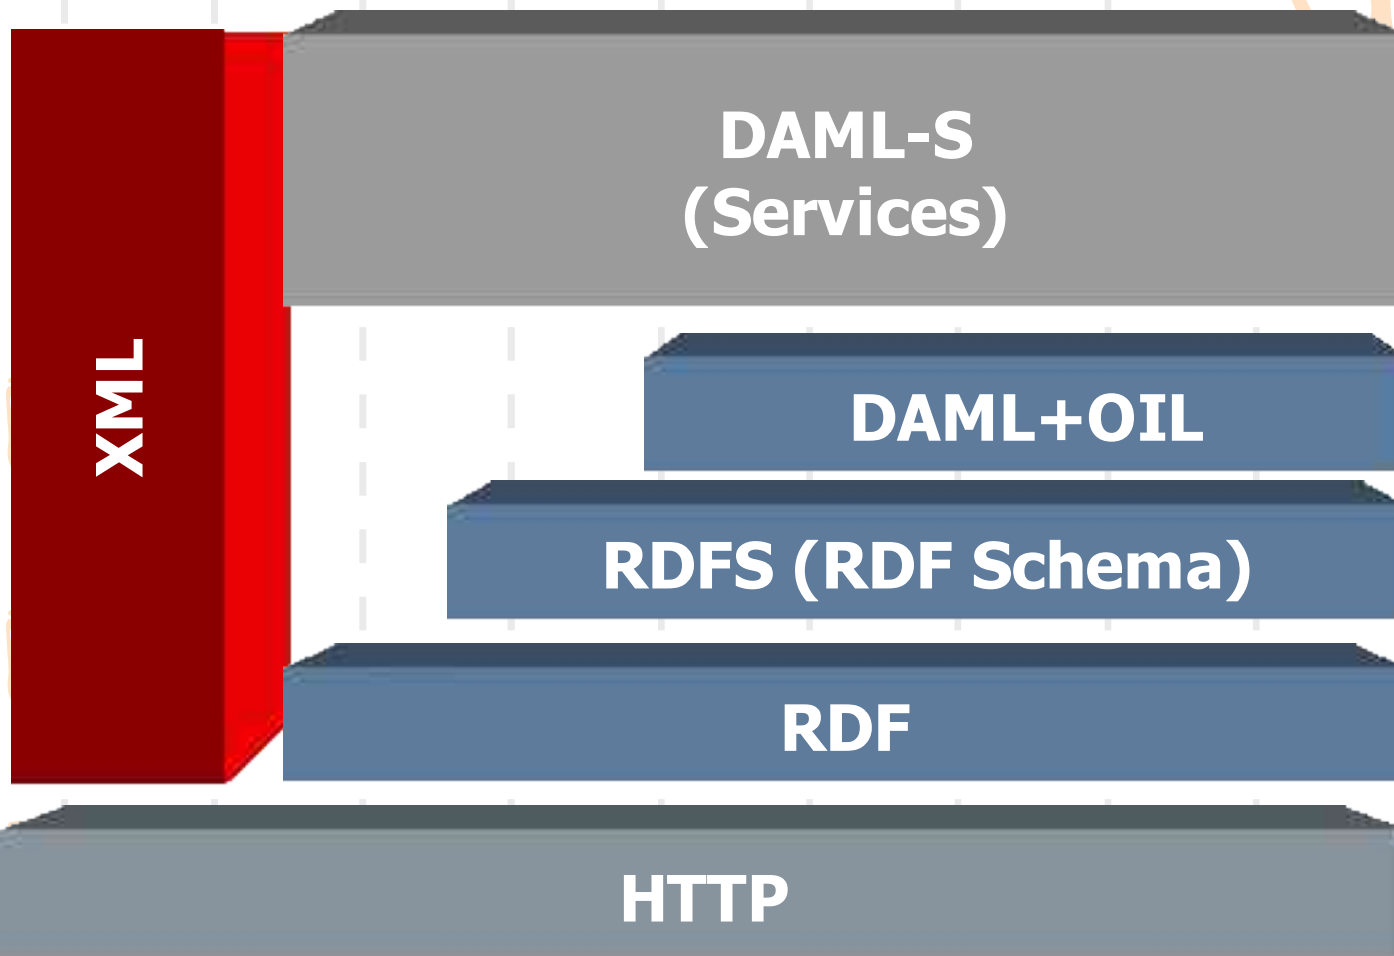 DAML-S
(Services)
XML
DAML+OIL
RDFS (RDF Schema)
RDF
HTTP